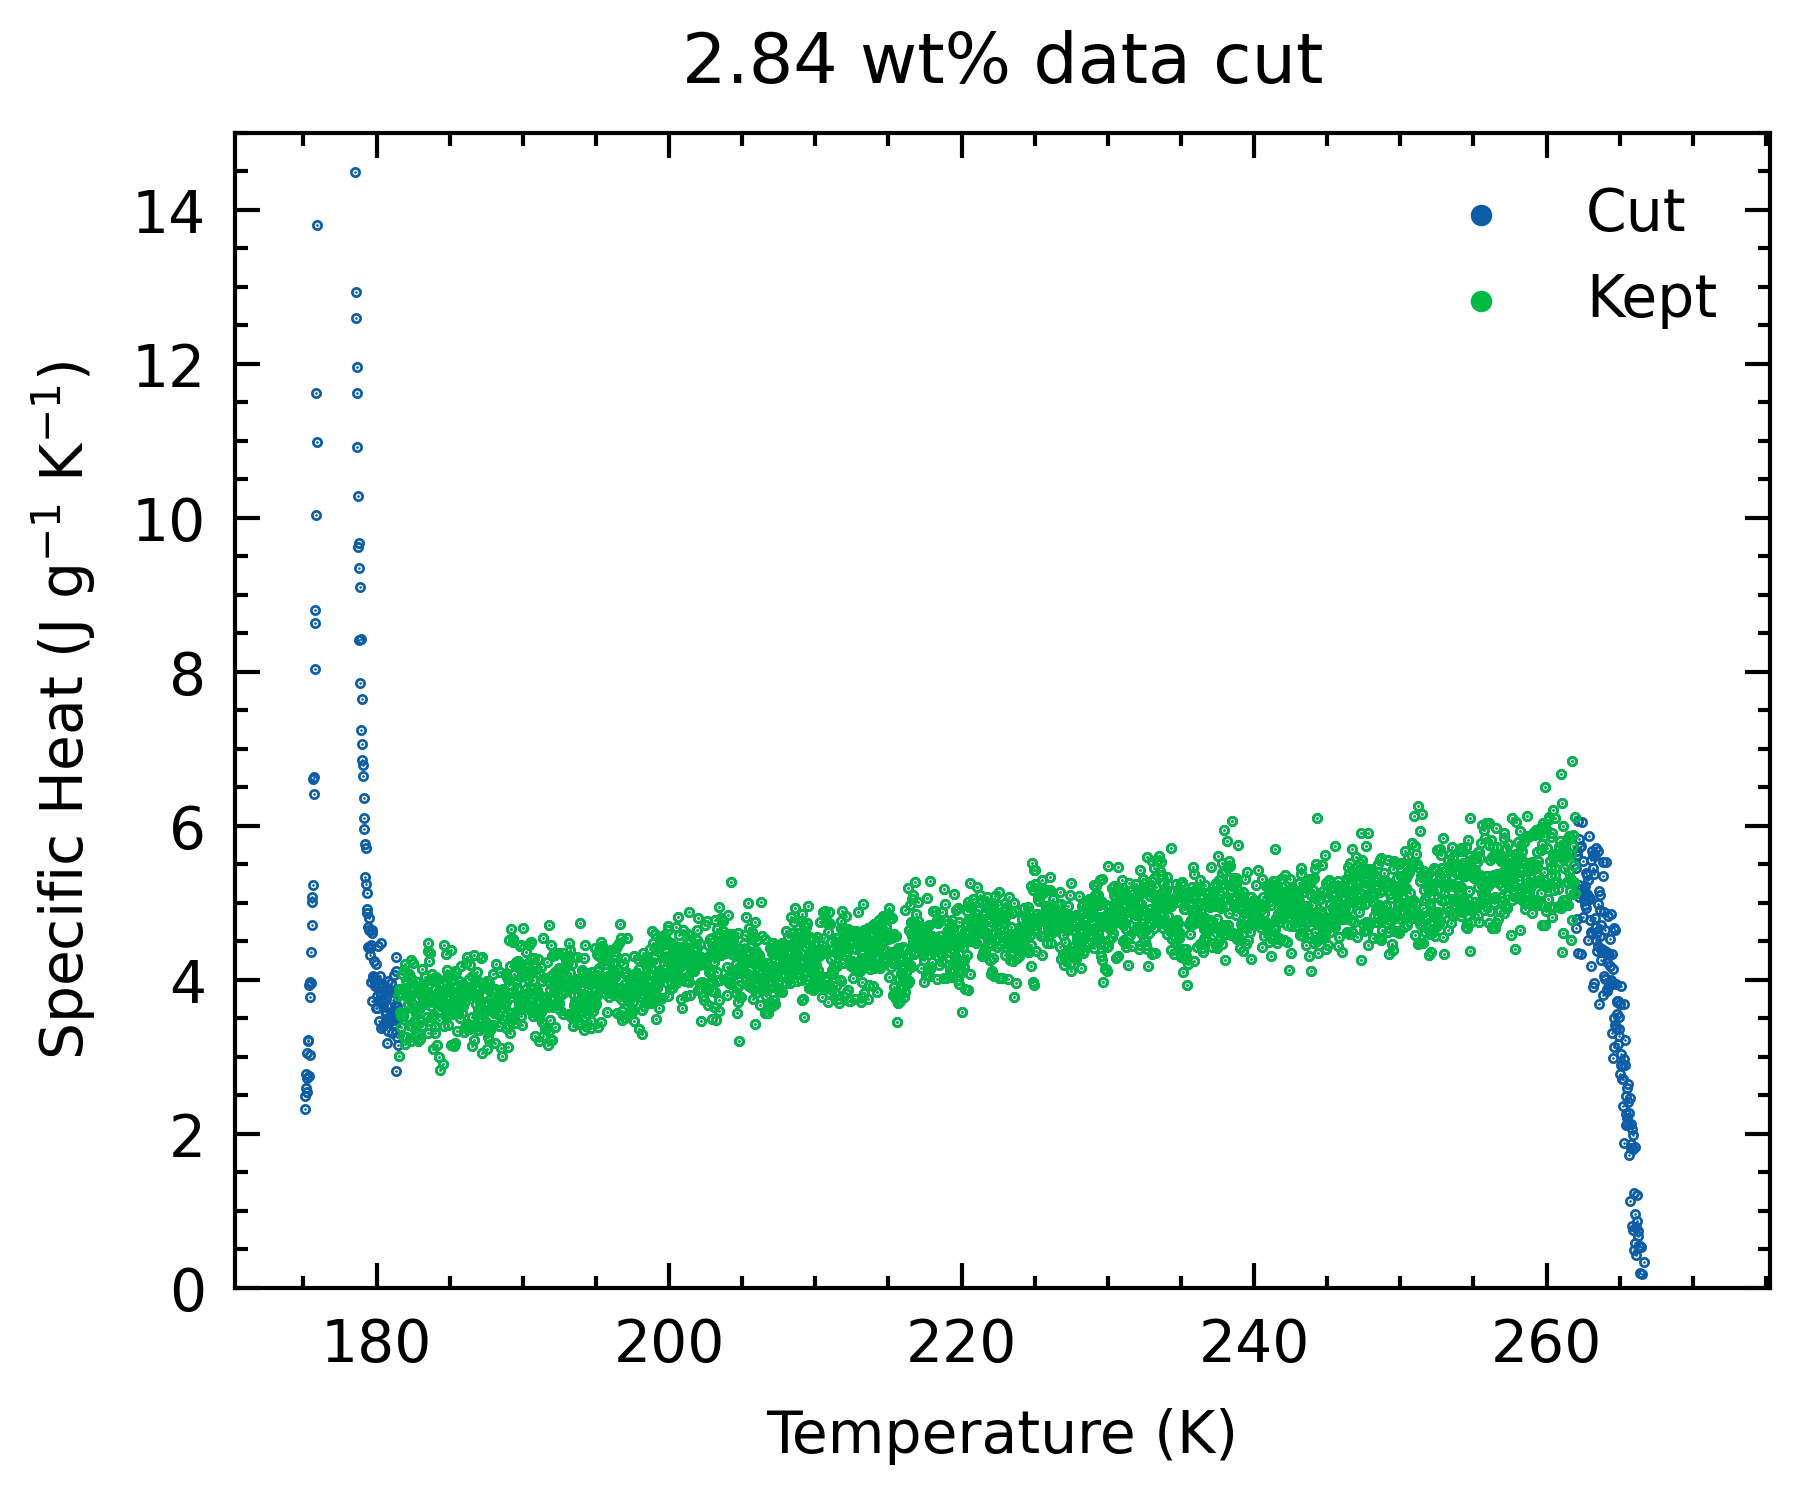 2.84 wt% data cut
Cut
Kept
14
12
10
8
6
4
2
0
Specific Heat (J g⁻¹ K⁻¹)
180 200 220 240 260
Temperature (K)